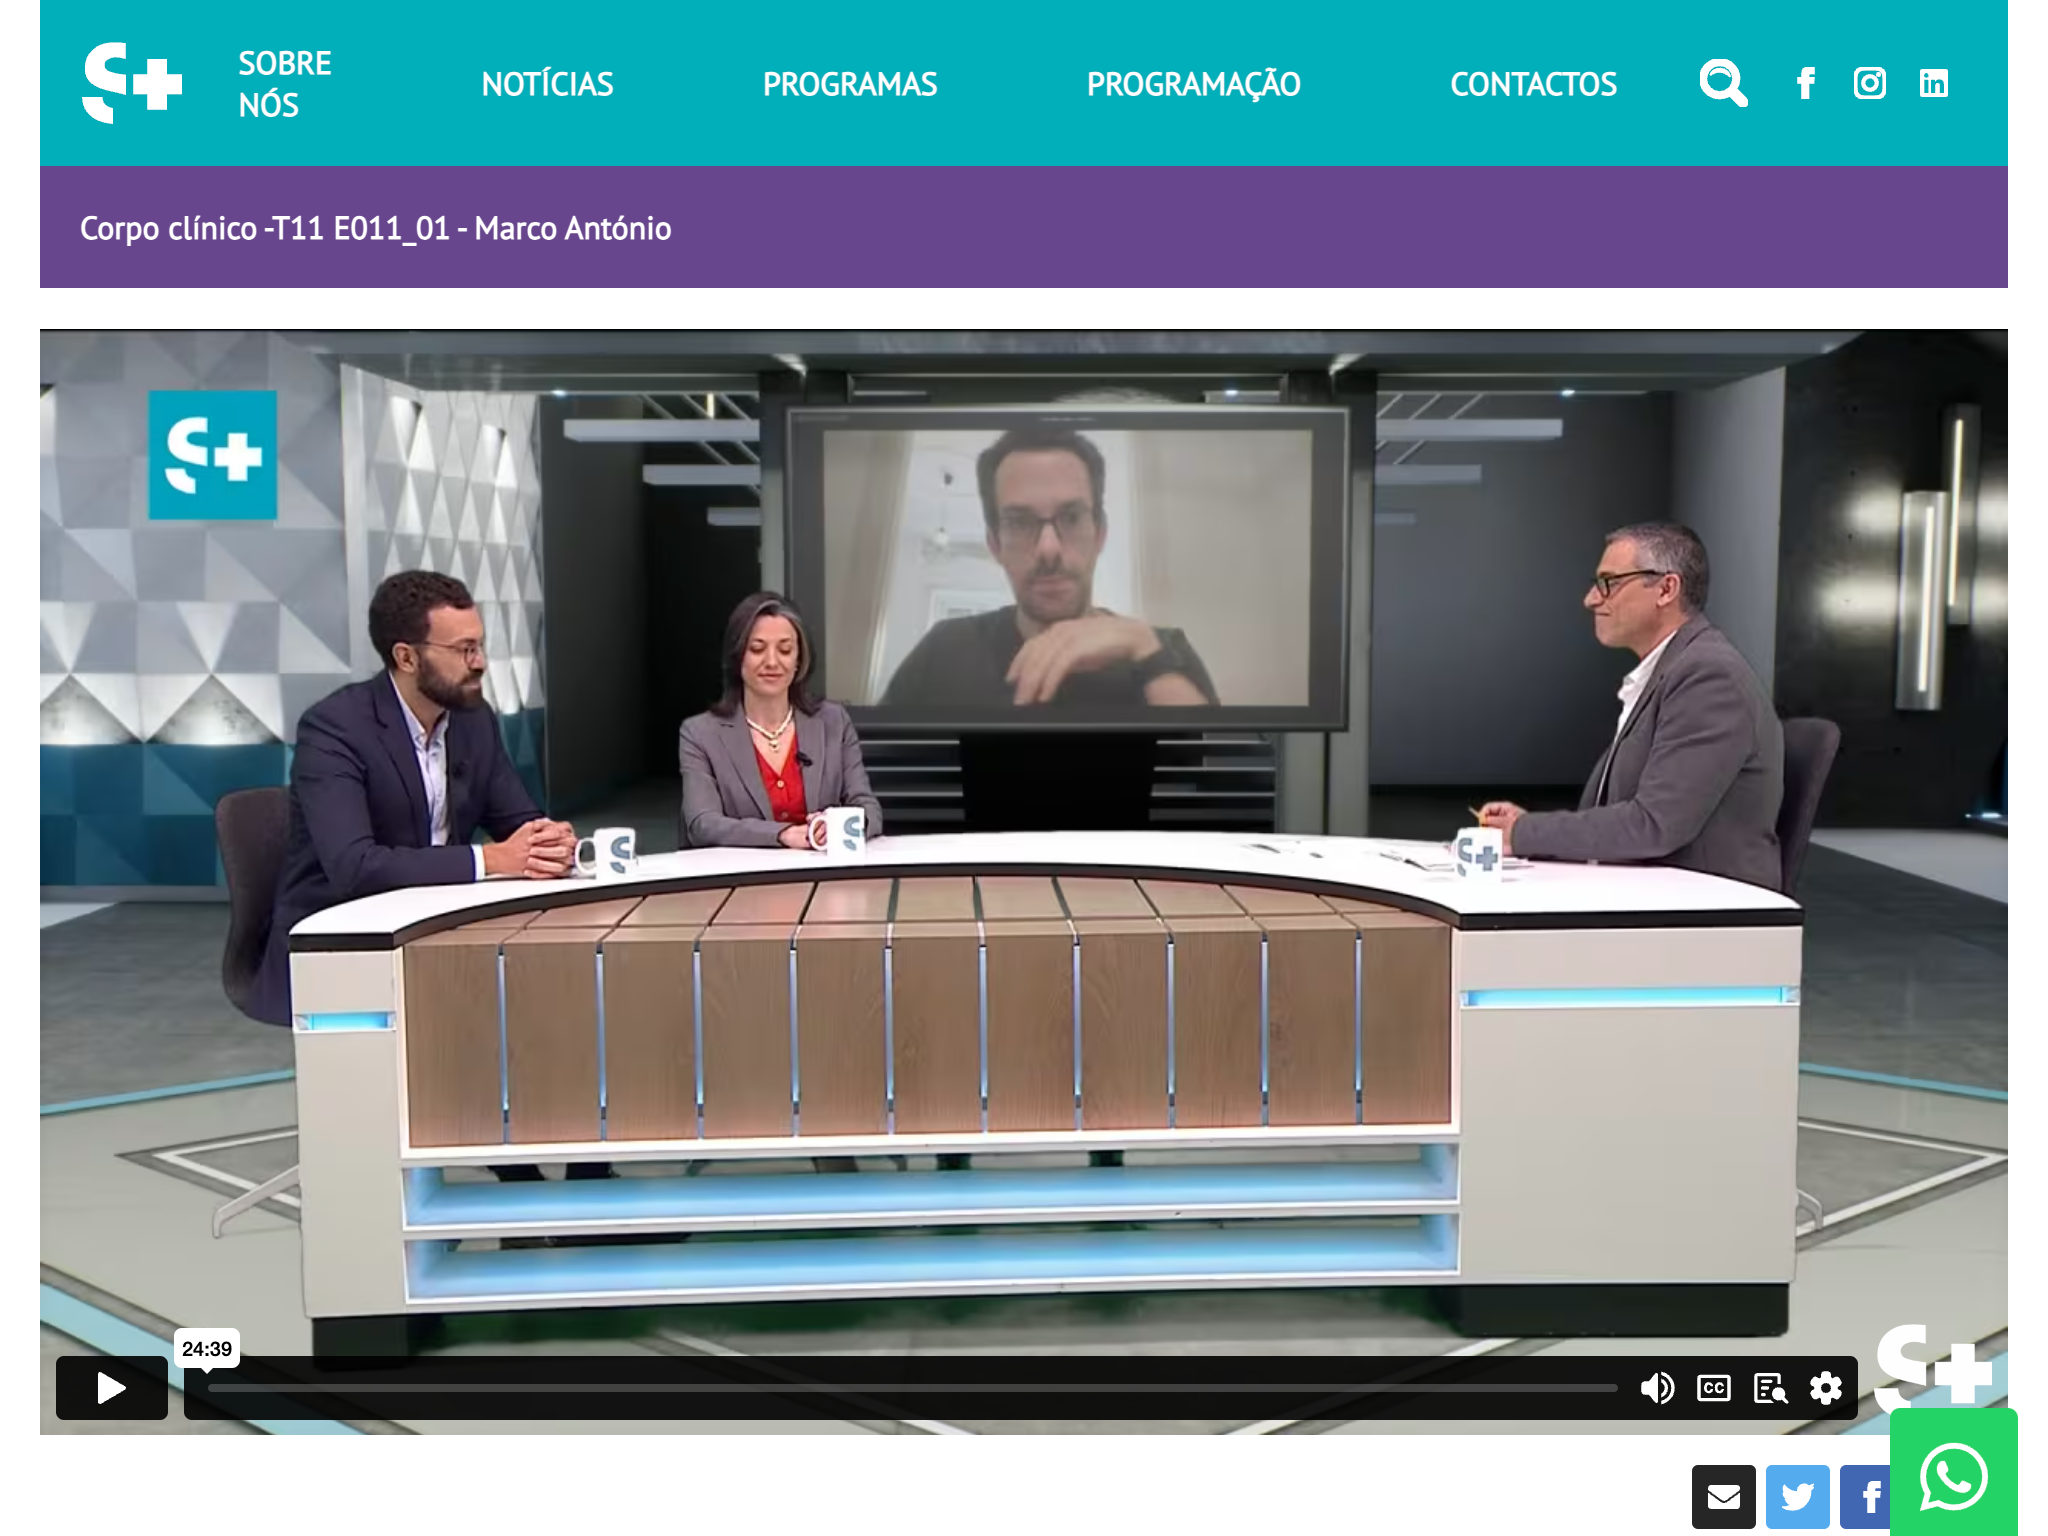 S+
SOBRE NÓS
NOTÍCIAS
PROGRAMAS
PROGRAMAÇÃO
CONTACTOS
Corpo clínico -T11 E011_01 - Marco António
S+
S
S
S+
24:39
CC
S+